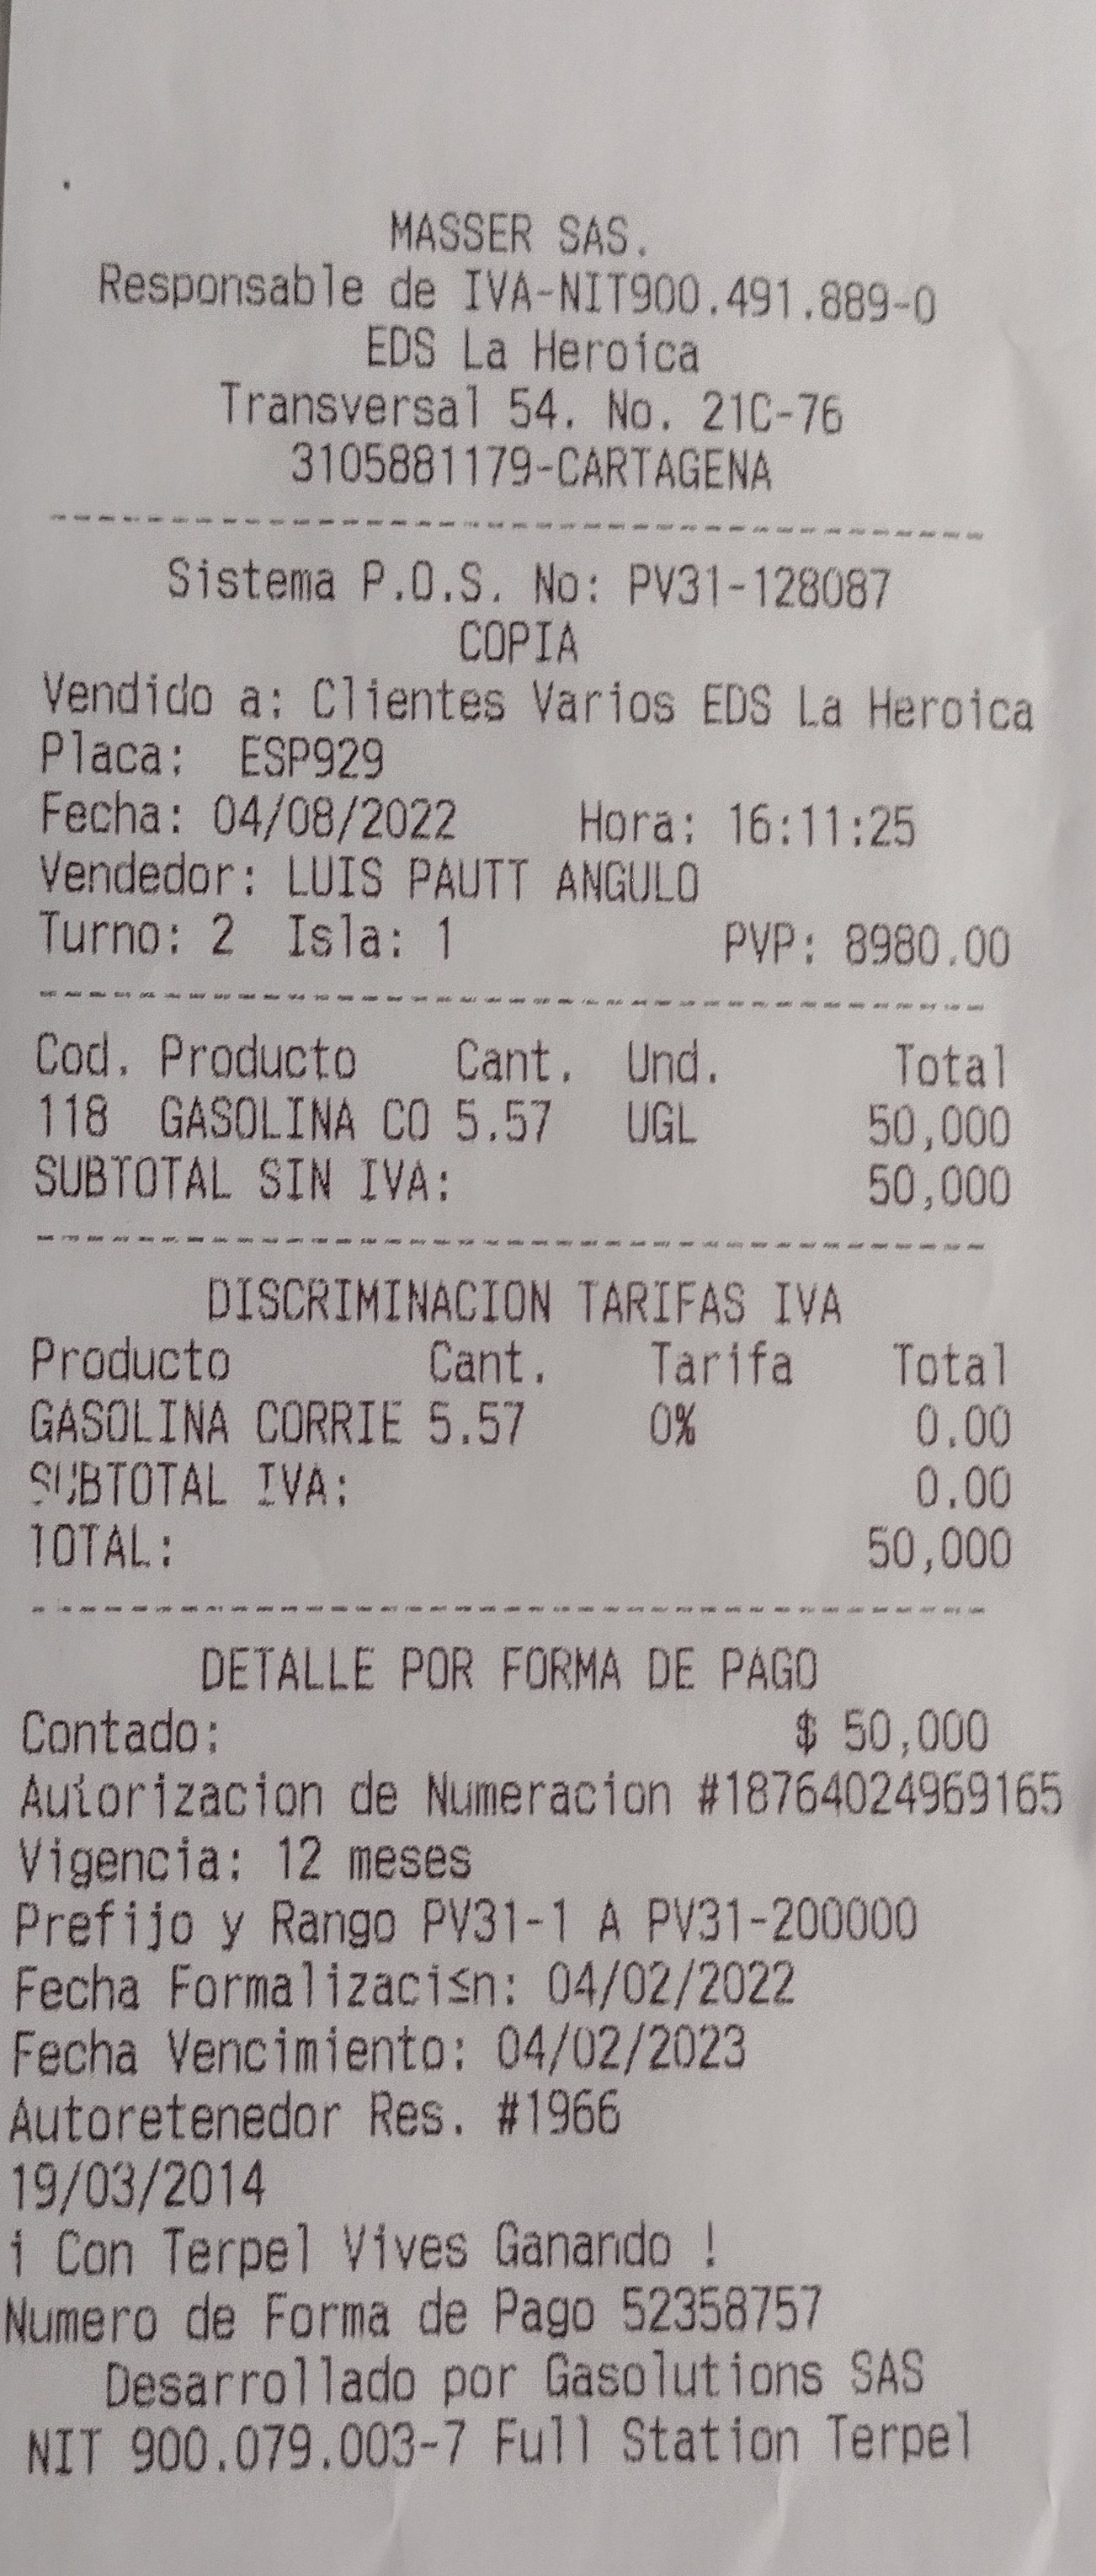 MASSER SAS.
Responsable de IVA-NIT900.491.889-0
EDS La Heroica
Transversal 54. No. 21C-76
3105881179-CARTAGENA
Sistema P.O.S. No: PV31-128087
COPIA
Vendido a: Clientes Varios EDS La Heroica
Placa: ESP929
Fecha: 04/08/2022 Hora: 16:11:25
Vendedor: LUIS PAUTT ANGULO
Turno: 2 Isla: 1 PVP: 8980.00
Cod. Producto Cant. Und. Total
118 GASOLINA CO 5.57 UGL 50,000
SUBTOTAL SIN IVA: 50,000
DISCRIMINACION TARIFAS IVA
Producto Cant. Tarifa Total
GASOLINA CORRIE 5.57 0% 0.00
SUBTOTAL IVA: 0.00
TOTAL: 50,000
DETALLE POR FORMA DE PAGO
Contado: $ 50,000
Autorizacion de Numeracion #18764024969165
Vigencia: 12 meses
Prefijo y Rango PV31-1 A PV31-200000
Fecha Formalizaci≤n: 04/02/2022
Fecha Vencimiento: 04/02/2023
Autoretenedor Res. #1966
19/03/2014
¡ Con Terpel Vives Ganando !
Numero de Forma de Pago 52358757
Desarrollado por Gasolutions SAS
NIT 900.079.003-7 Full Station Terpel